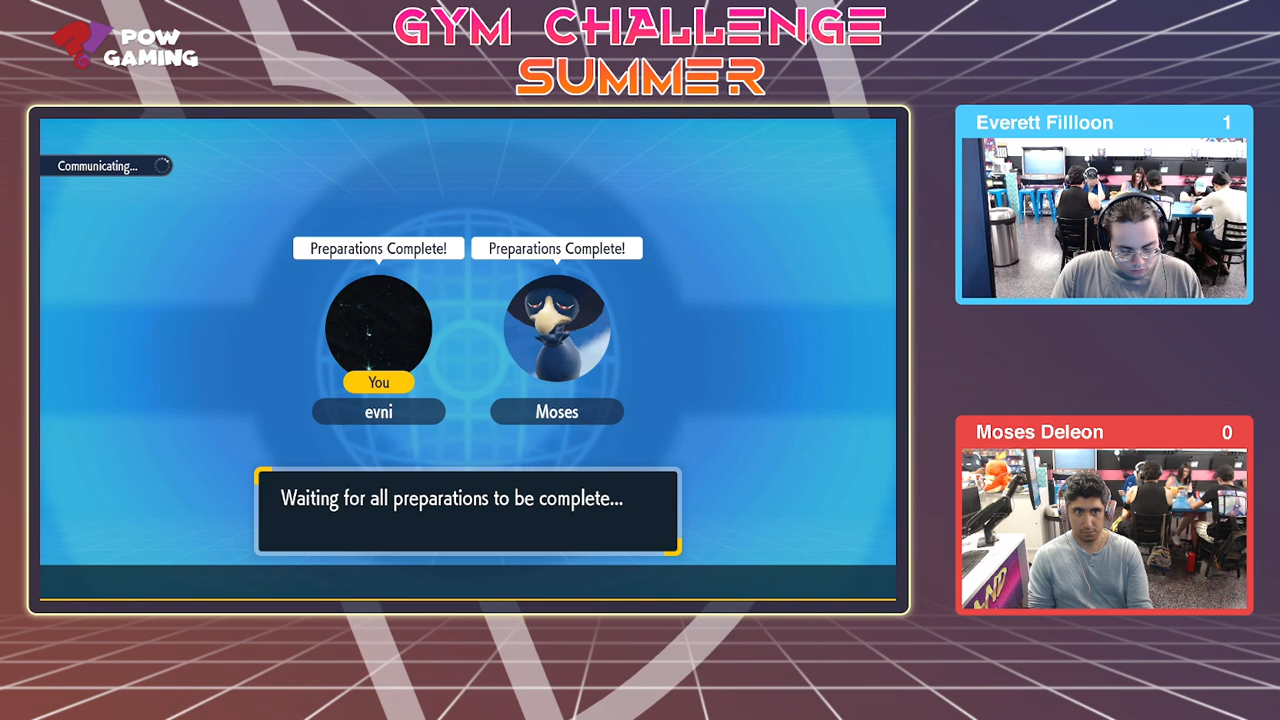 POW
GAMING
GYM CHALLENGE
SUMMER
Communicating...
Preparations Complete!
Preparations Complete!
You
evni
Moses
Waiting for all preparations to be complete...
Everett Fillloon 1
Moses Deleon 0